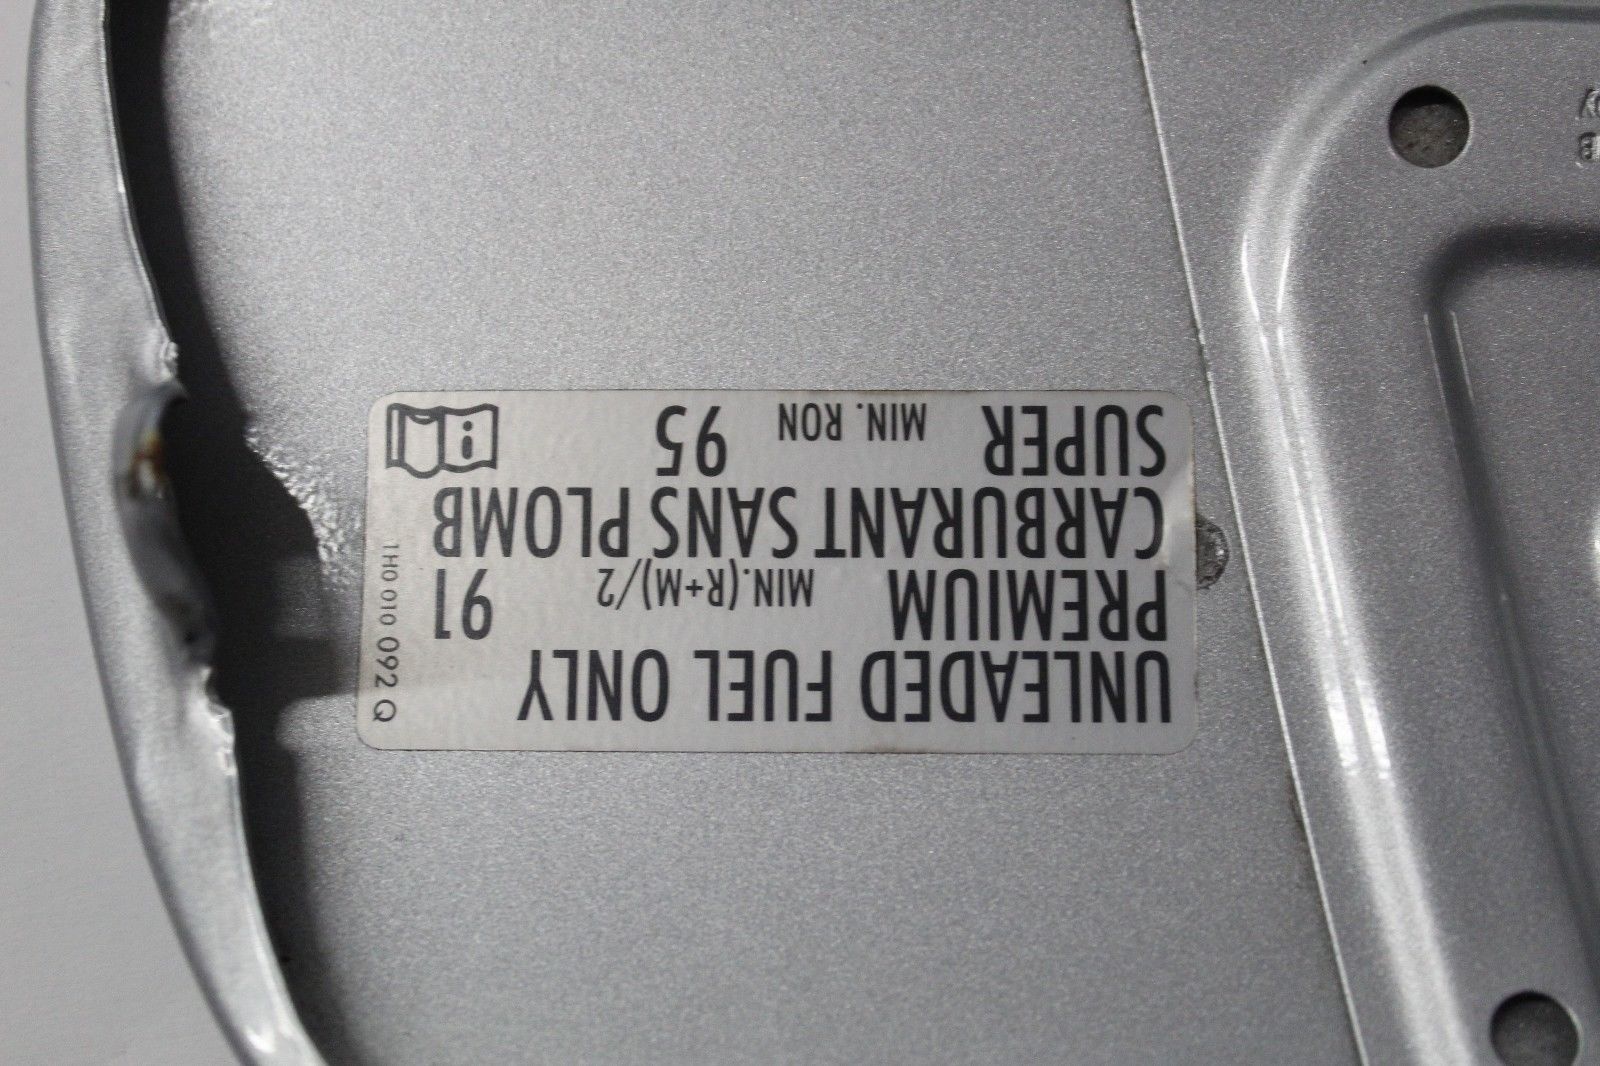 UNLEADED FUEL ONLY
PREMIUM MIN.(R+M)/2 91
CARBURANT SANS PLOMB
SUPER MIN. RON 95
i
1H0 010 092 Q